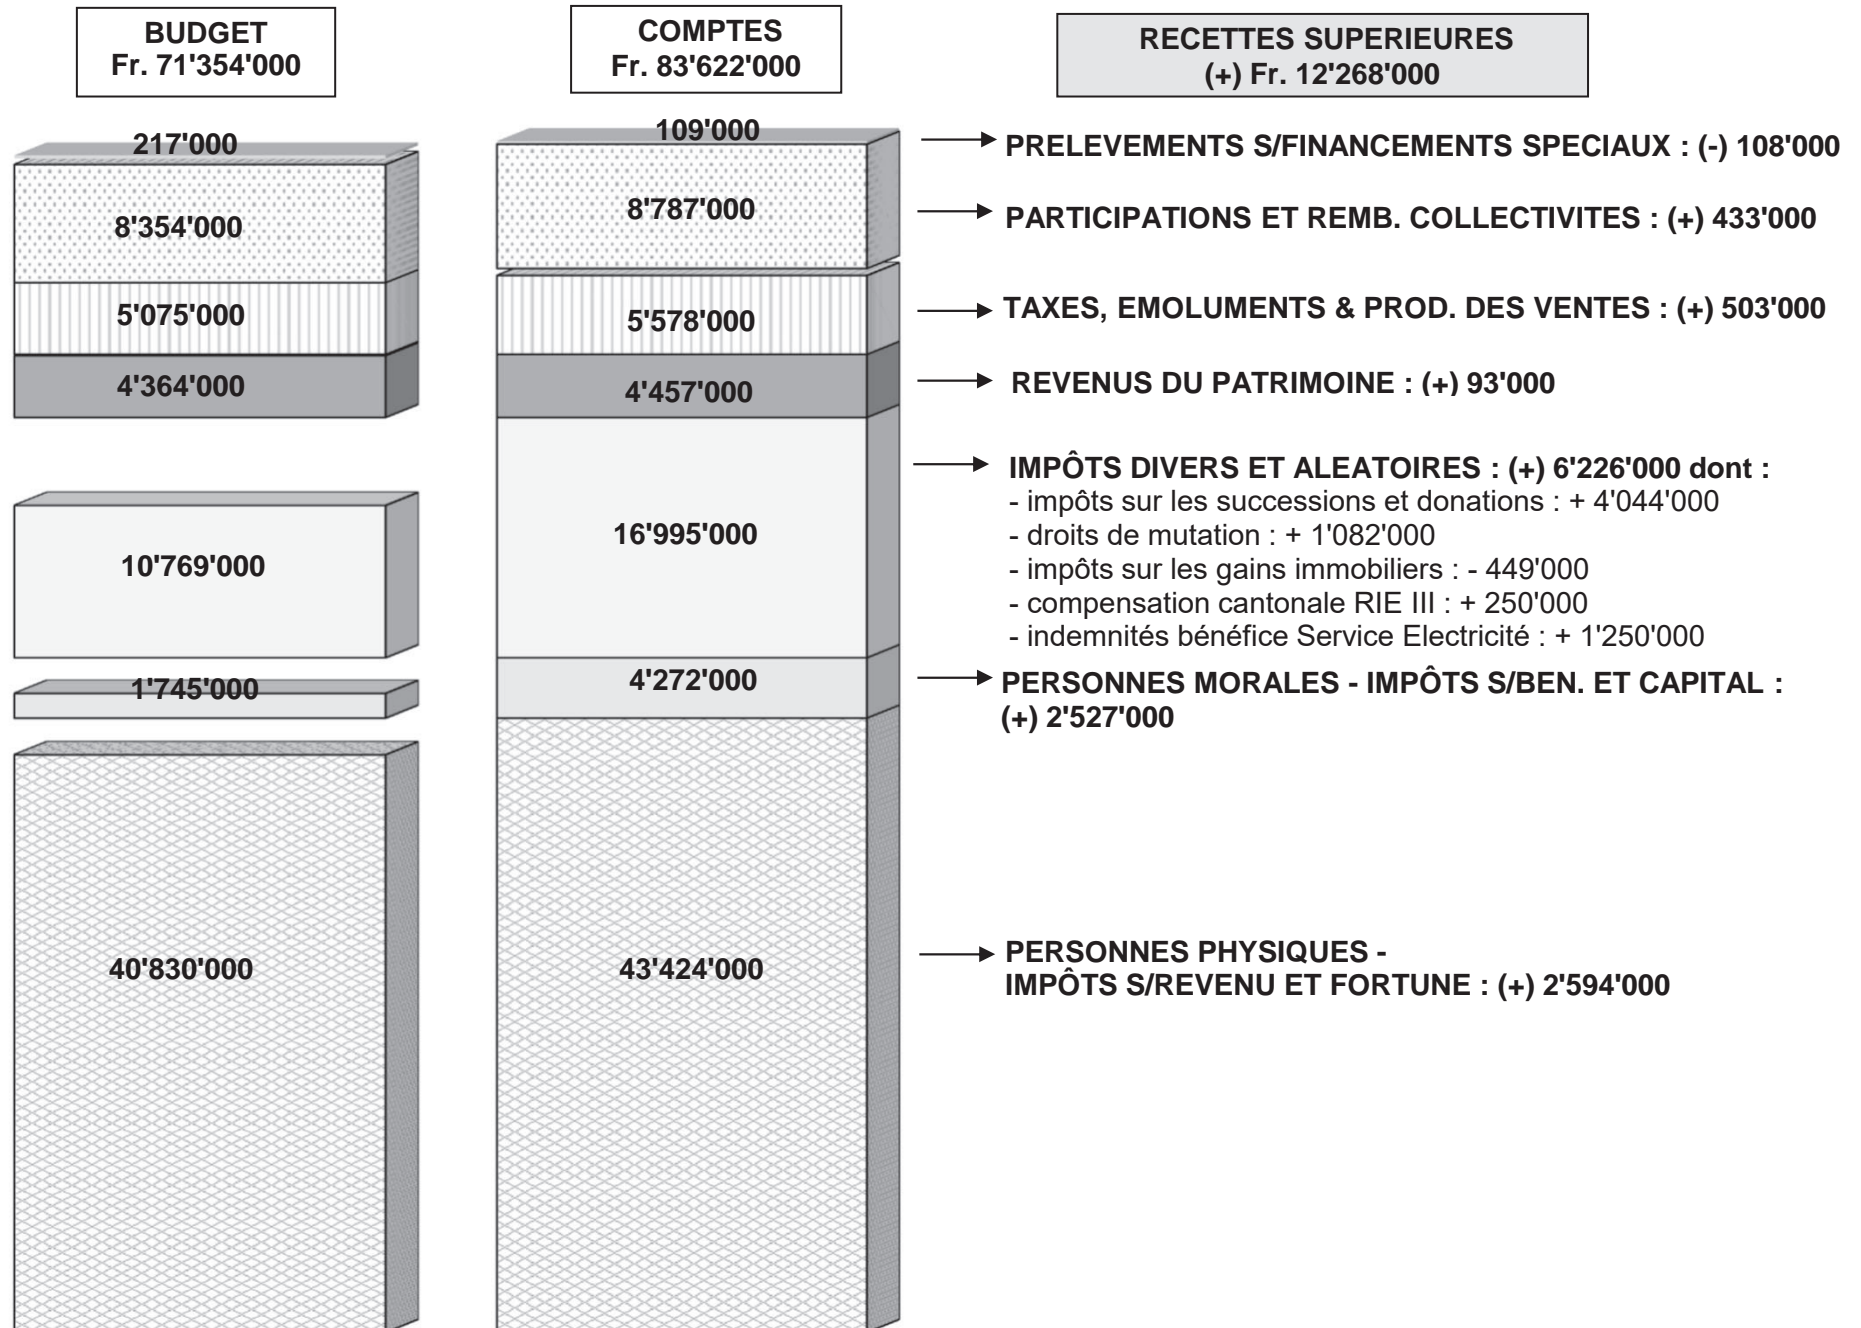 BUDGET
Fr. 71'354'000
COMPTES
Fr. 83'622'000
RECETTES SUPERIEURES
(+) Fr. 12'268'000
217'000
109'000
PRELEVEMENTS S/FINANCEMENTS SPECIAUX : (-) 108'000
8'354'000
8'787'000
PARTICIPATIONS ET REMB. COLLECTIVITES : (+) 433'000
5'075'000
5'578'000
TAXES, EMOLUMENTS & PROD. DES VENTES : (+) 503'000
4'364'000
4'457'000
REVENUS DU PATRIMOINE : (+) 93'000
10'769'000
16'995'000
IMPÔTS DIVERS ET ALEATOIRES : (+) 6'226'000 dont :
- impôts sur les successions et donations : + 4'044'000
- droits de mutation : + 1'082'000
- impôts sur les gains immobiliers : - 449'000
- compensation cantonale RIE III : + 250'000
- indemnités bénéfice Service Electricité : + 1'250'000
1'745'000
4'272'000
PERSONNES MORALES - IMPÔTS S/BEN. ET CAPITAL :
(+) 2'527'000
40'830'000
43'424'000
PERSONNES PHYSIQUES -
IMPÔTS S/REVENU ET FORTUNE : (+) 2'594'000